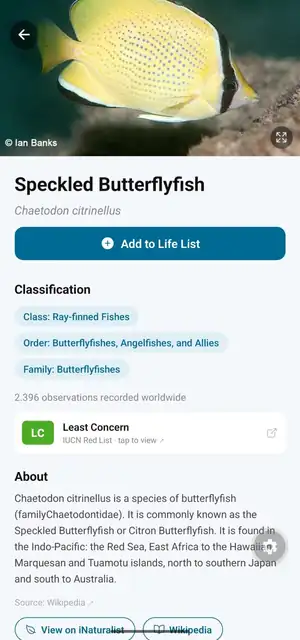 © Ian Banks
Speckled Butterflyfish
Chaetodon citrinellus
Add to Life List
Classification
Class: Ray-finned Fishes
Order: Butterflyfishes, Angelfishes, and Allies
Family: Butterflyfishes
2.396 observations recorded worldwide
LC
Least Concern
IUCN Red List · tap to view ↗
About
Chaetodon citrinellus is a species of butterflyfish
(familyChaetodontidae). It is commonly known as the
Speckled Butterflyfish or Citron Butterflyfish. It is found in
the Indo-Pacific: the Red Sea, East Africa to the Hawaiian,
Marquesan and Tuamotu islands, north to southern Japan
and south to Australia.
Source: Wikipedia ↗
View on iNaturalist
Wikipedia